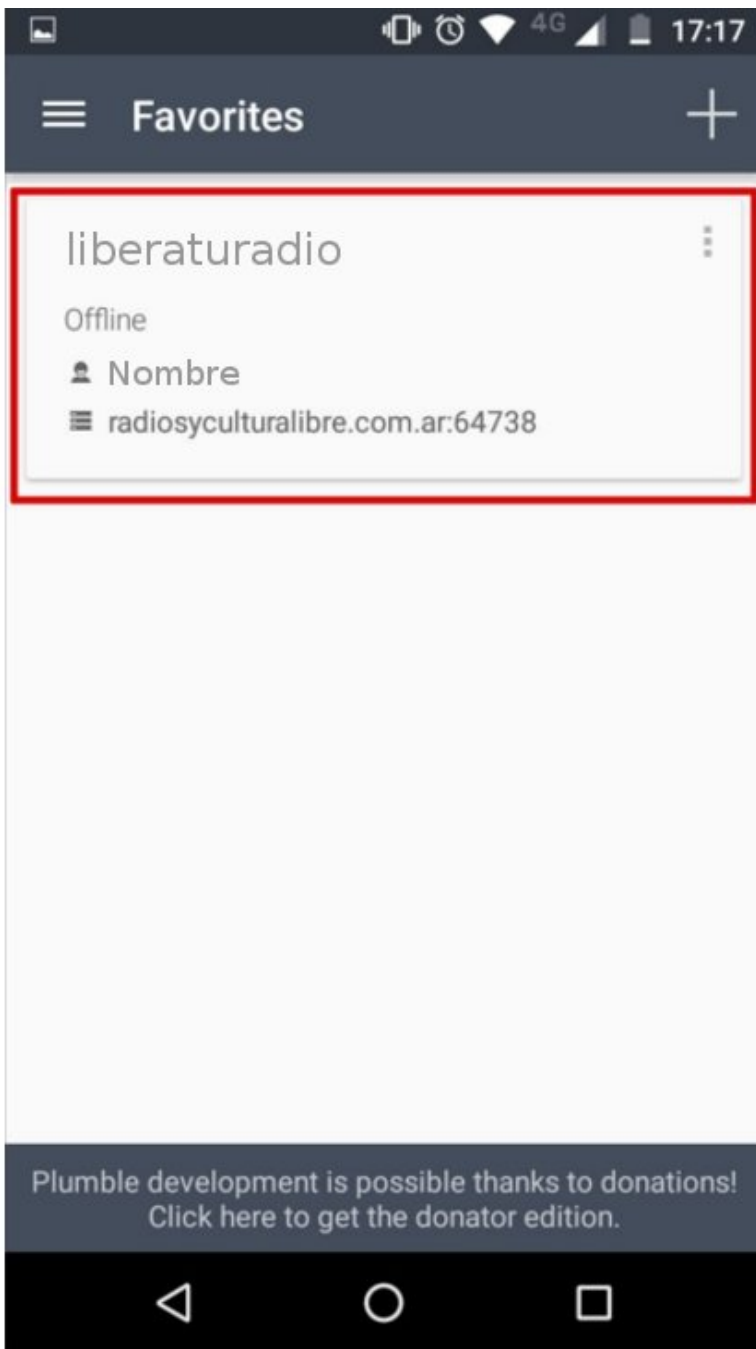 4G 17:17
Favorites
liberaturadio
Offline
Nombre
radiosyculturalibre.com.ar:64738
Plumble development is possible thanks to donations!
Click here to get the donator edition.